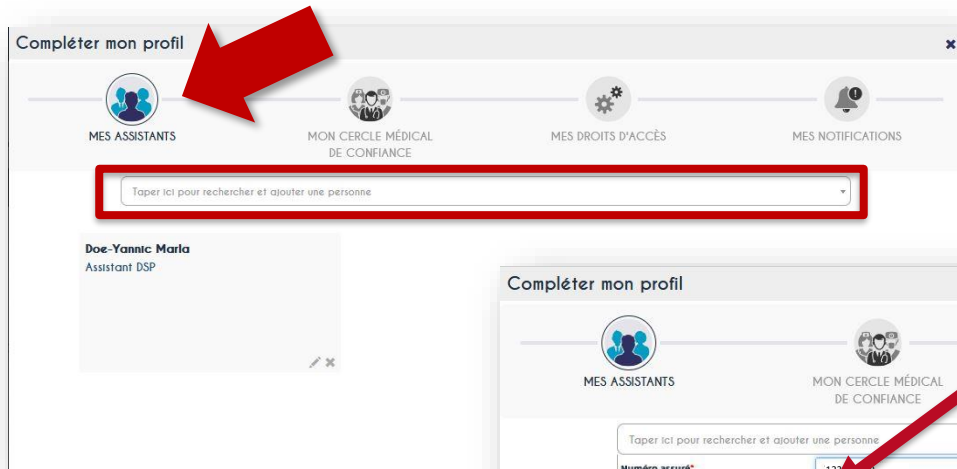 Compléter mon profil
MES ASSISTANTS
MON CERCLE MÉDICAL
DE CONFIANCE
MES DROITS D'ACCÈS
MES NOTIFICATIONS
Taper ici pour rechercher et ajouter une personne
Doe-Yannic Maria
Assistant DSP
Compléter mon profil
MES ASSISTANTS
MON CERCLE MÉDICAL
DE CONFIANCE
Taper ici pour rechercher et ajouter une personne
Numéro assuré*